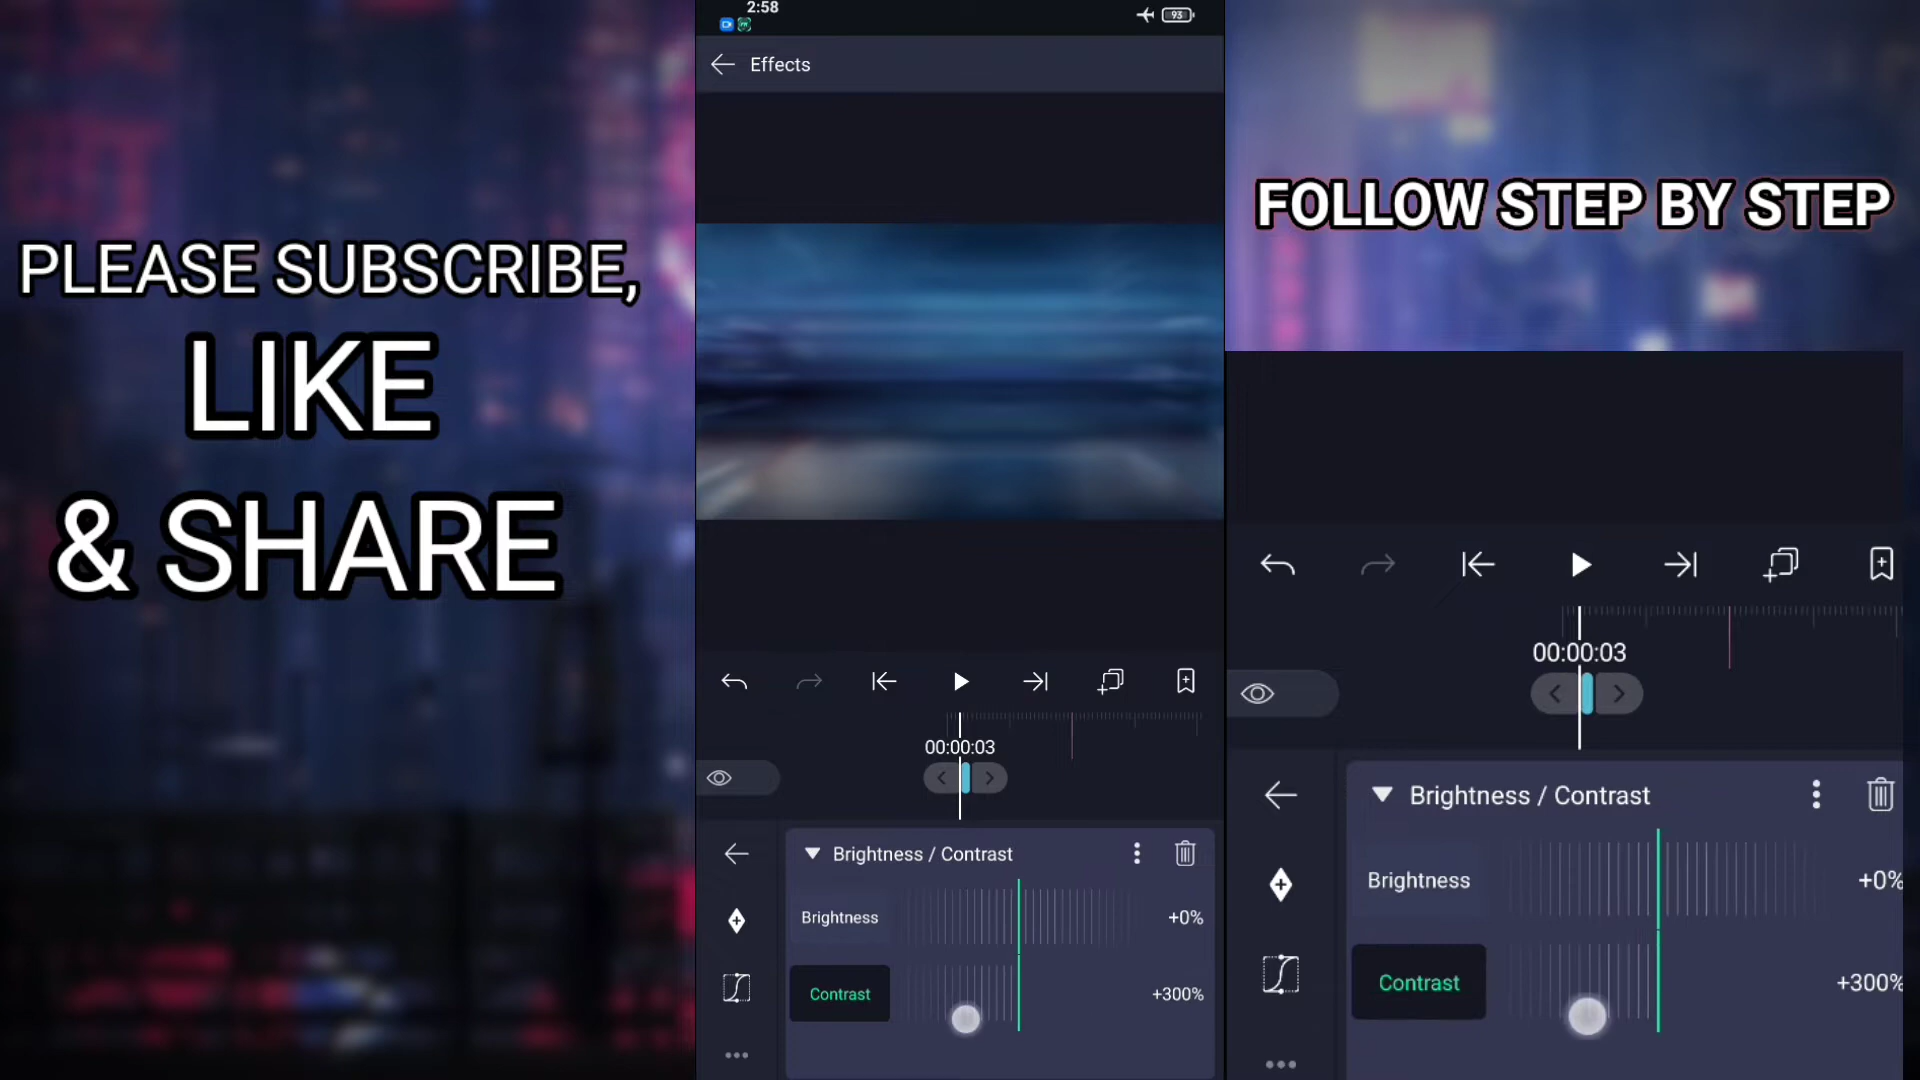 PLEASE SUBSCRIBE,
LIKE
& SHARE
2:58
93
Effects
00:00:03
Brightness / Contrast
Brightness
+0%
Contrast
+300%
FOLLOW STEP BY STEP
00:00:03
Brightness / Contrast
Brightness
+0%
Contrast
+300%